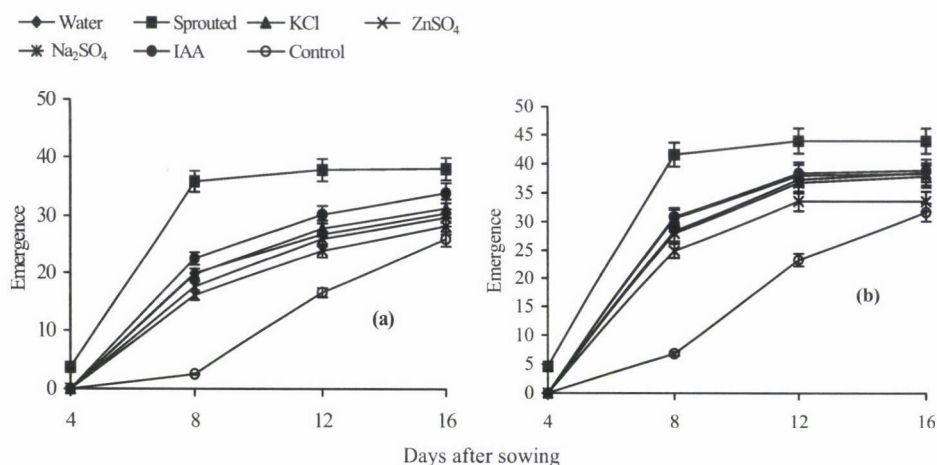 Water Sprouted KCl ZnSO4
Na2SO4 IAA Control
50
40
30
20
10
0
Emergence
4 8 12 16
(a)
50
45
40
35
30
25
20
15
10
5
0
Emergence
4 8 12 16
(b)
Days after sowing